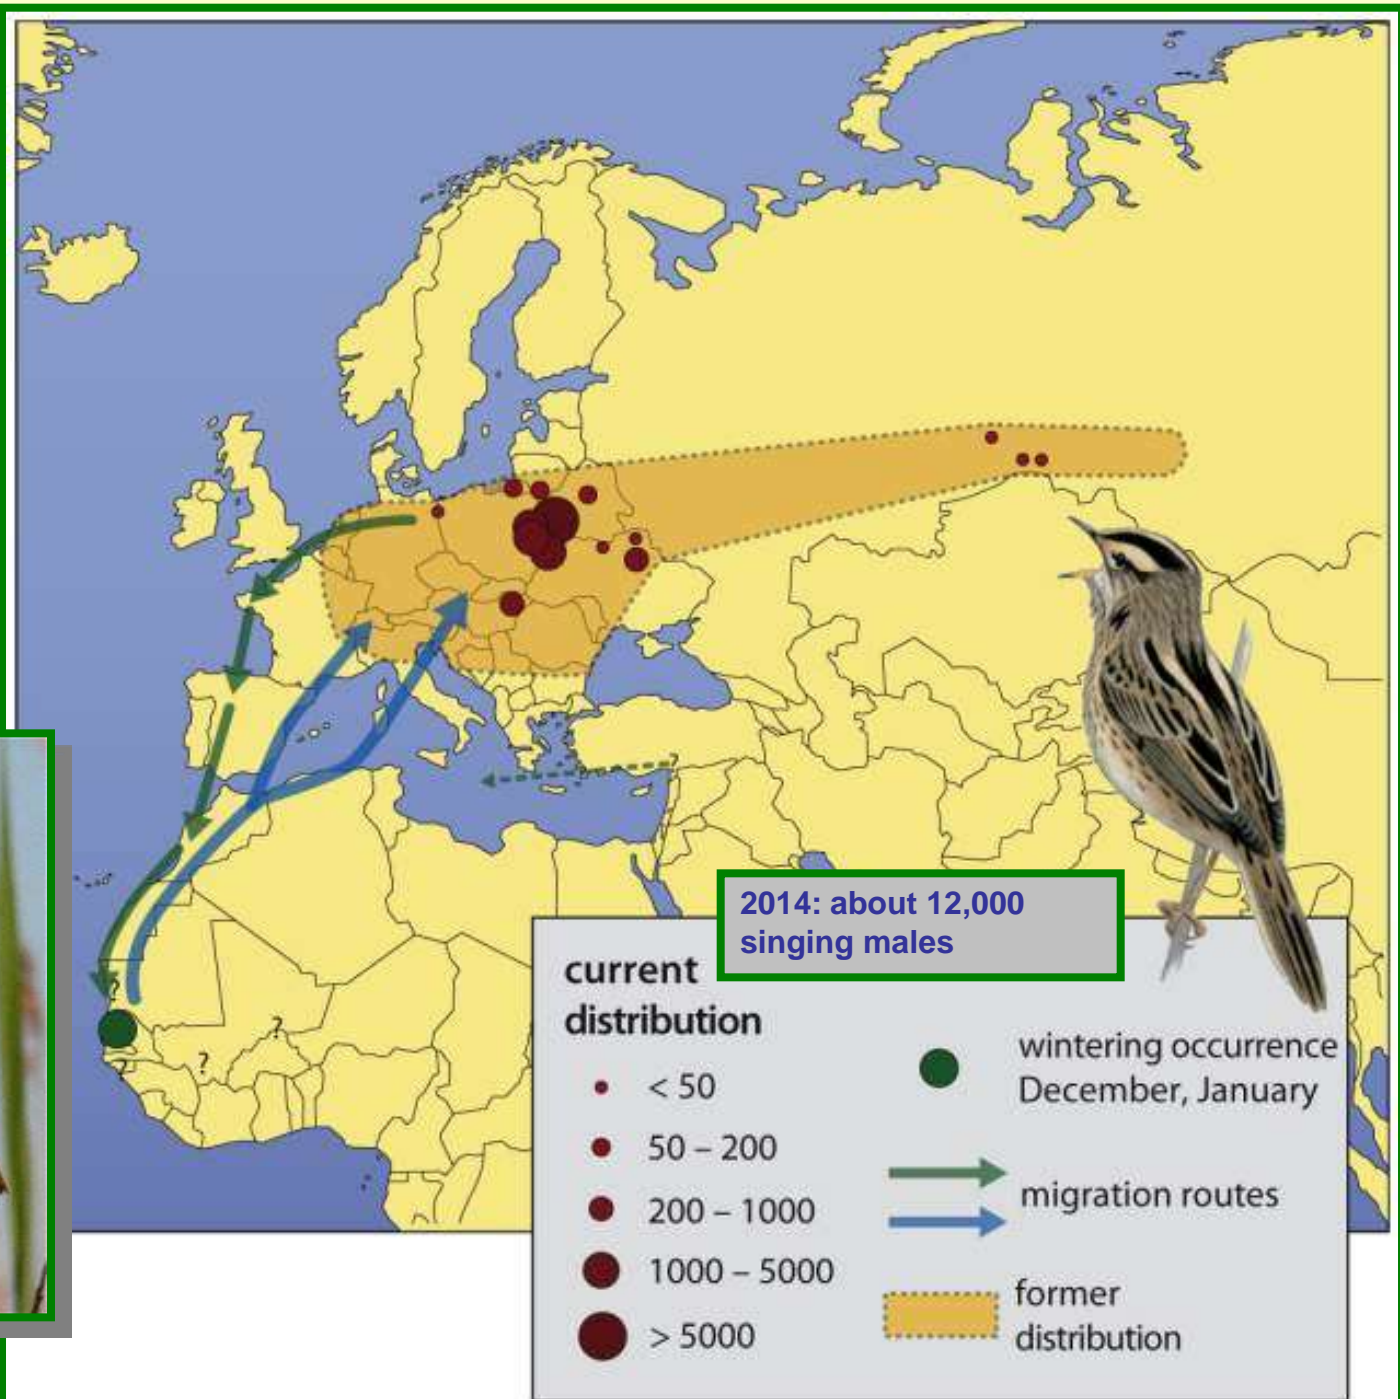 ?
?
?
?
?
2014: about 12,000
singing males
current
distribution
< 50
50 – 200
200 – 1000
1000 – 5000
> 5000
wintering occurrence
December, January
migration routes
former
distribution